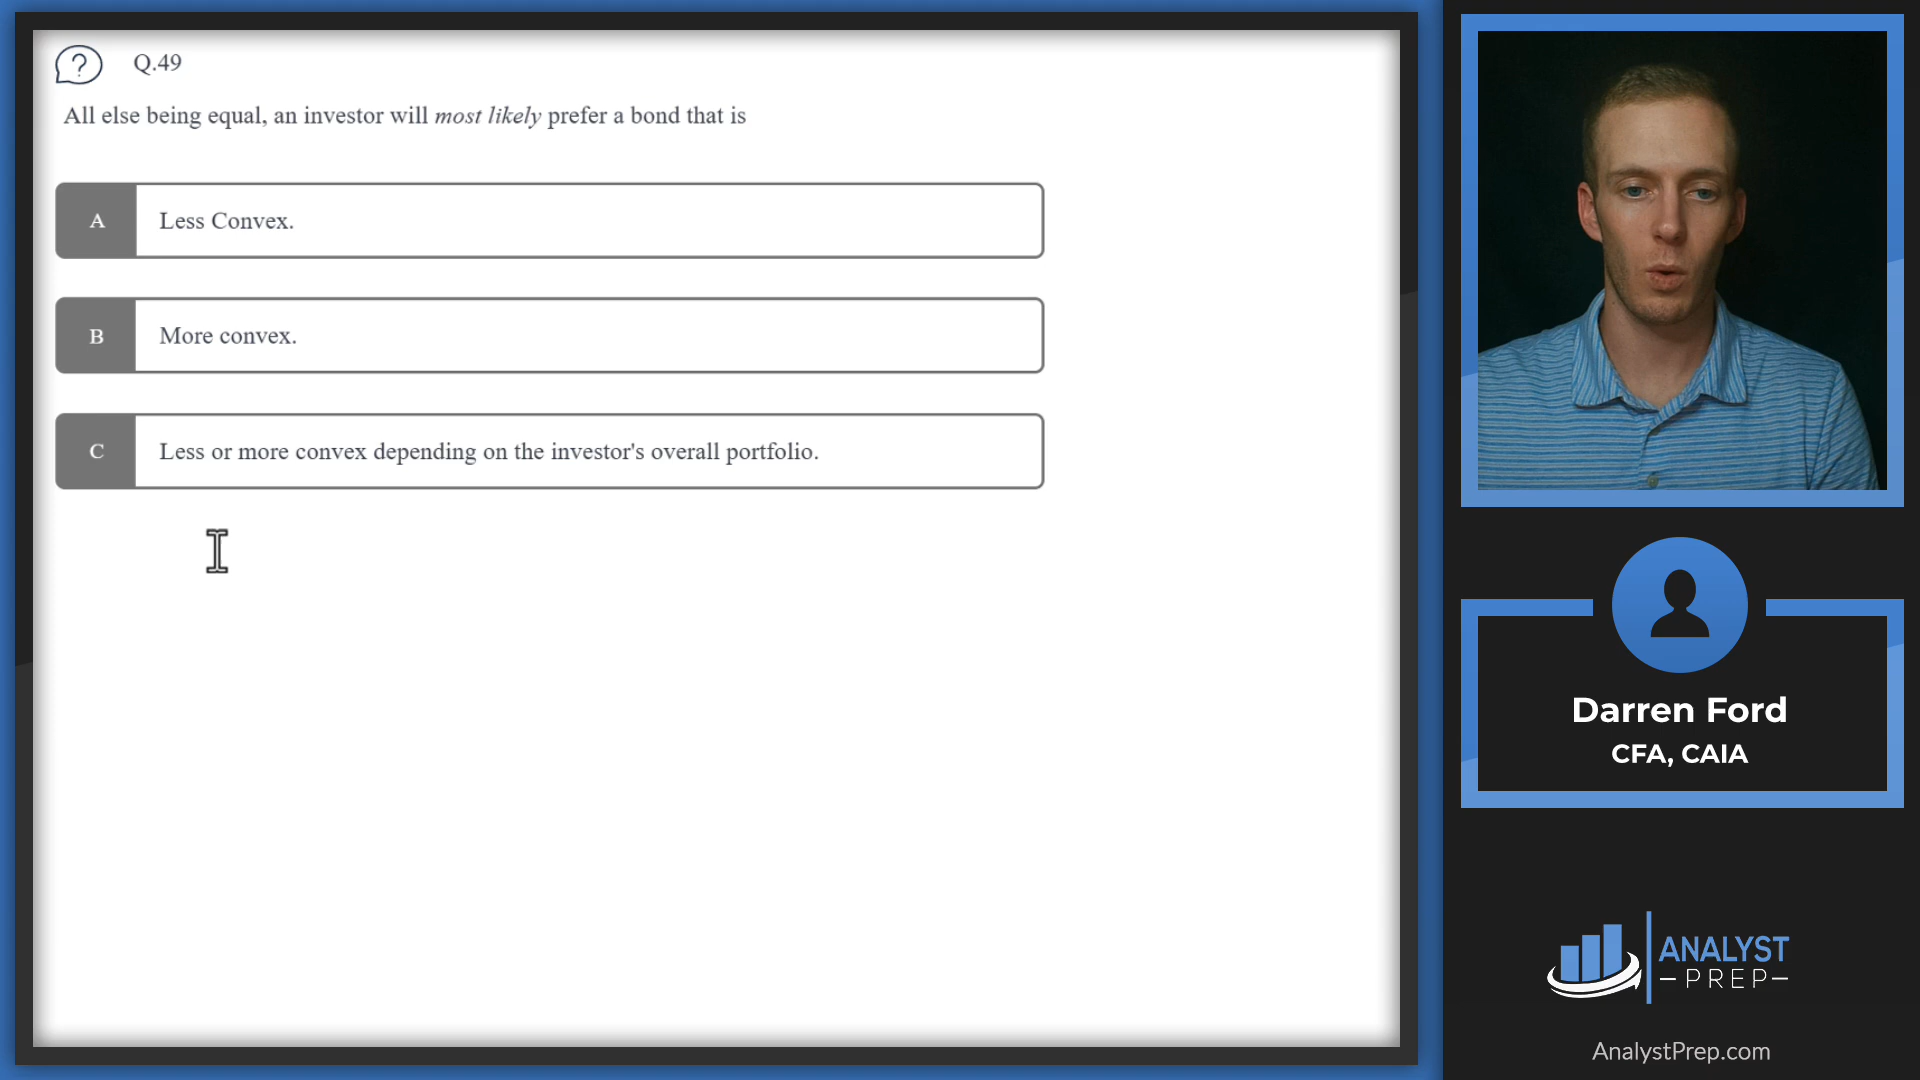 ?
Q.49
All else being equal, an investor will most likely prefer a bond that is
A
Less Convex.
B
More convex.
C
Less or more convex depending on the investor's overall portfolio.
Darren Ford
CFA, CAIA
ANALYST
PREP
AnalystPrep.com